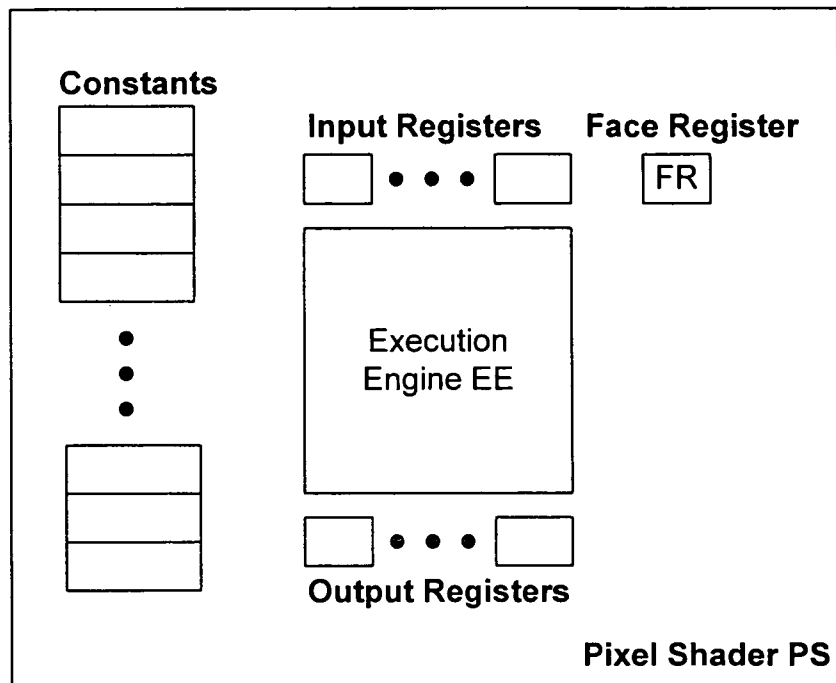 Constants
Input Registers
Face Register
FR
Execution
Engine EE
Output Registers
Pixel Shader PS